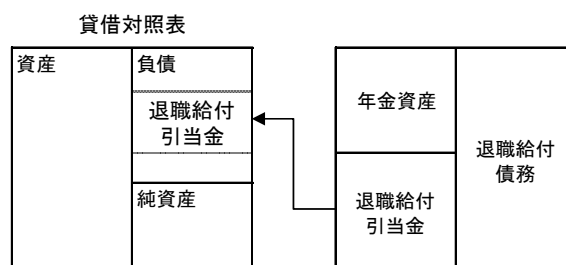 貸借対照表
資産
負債
退職給付
引当金
純資産
年金資産
退職給付
引当金
退職給付
債務